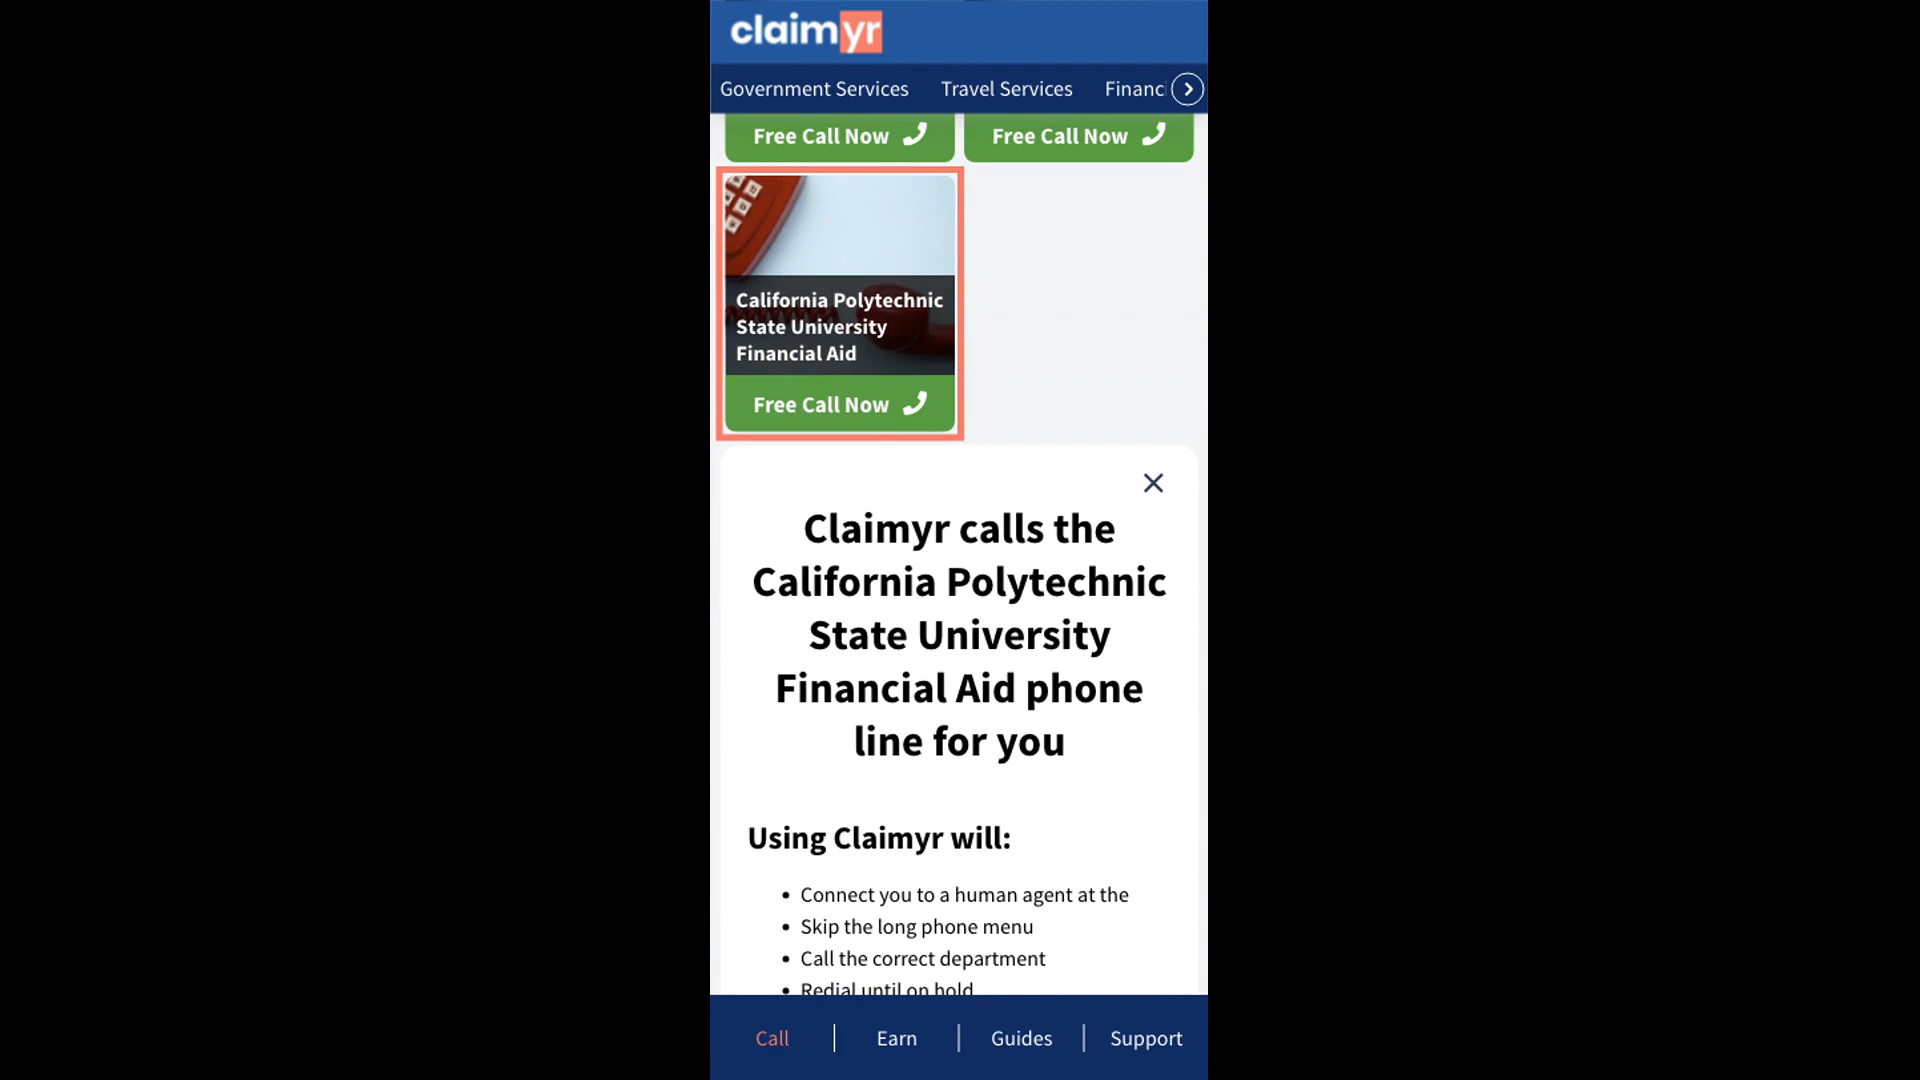 claimyr
Government Services Travel Services Financ
Free Call Now Free Call Now
California Polytechnic
State University
Financial Aid
Free Call Now
Claimyr calls the
California Polytechnic
State University
Financial Aid phone
line for you
Using Claimyr will:
• Connect you to a human agent at the
• Skip the long phone menu
• Call the correct department
• Redial until on hold
Call | Earn | Guides | Support